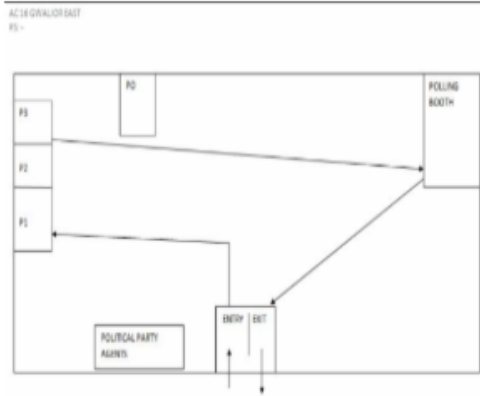 AC 16 GWALIOR EAST
PS -
PO
POLLING
BOOTH
P3
P2
P1
ENTRY EXIT
POLITICAL PARTY
AGENTS